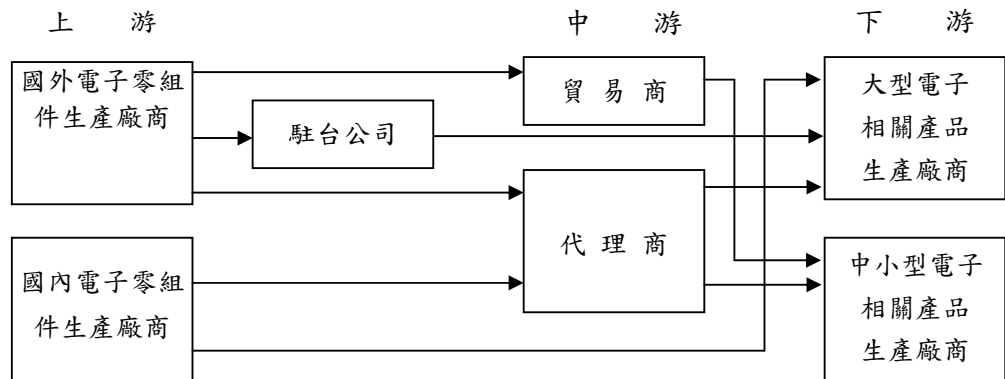 上 游 中 游 下 游
國外電子零組
件生產廠商
駐台公司
貿 易 商
大型電子
相關產品
生產廠商
國內電子零組
件生產廠商
代 理 商
中小型電子
相關產品
生產廠商